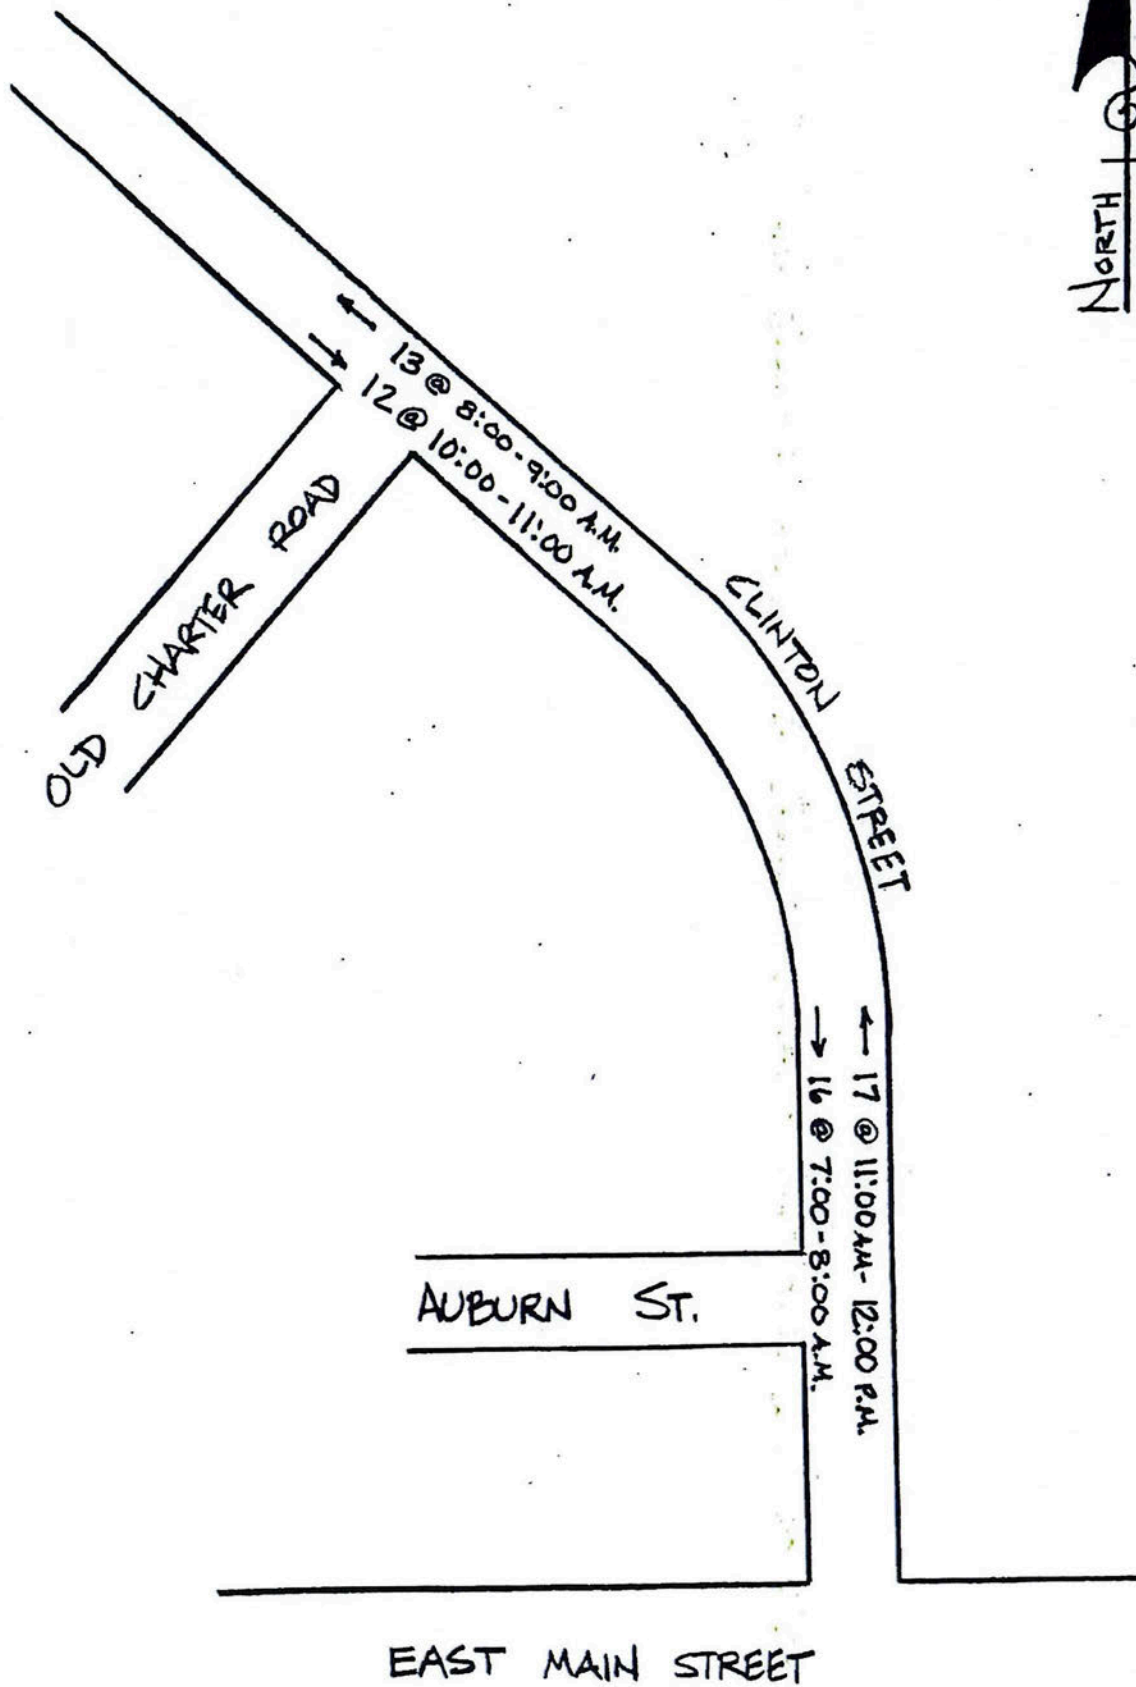 NORTH
13 @ 8:00-9:00 A.M.
12 @ 10:00-11:00 A.M.
OLD CHARTER ROAD
CLINTON STREET
16 @ 7:00-8:00 A.M.
17 @ 11:00AM-12:00 P.M.
AUBURN ST.
EAST MAIN STREET